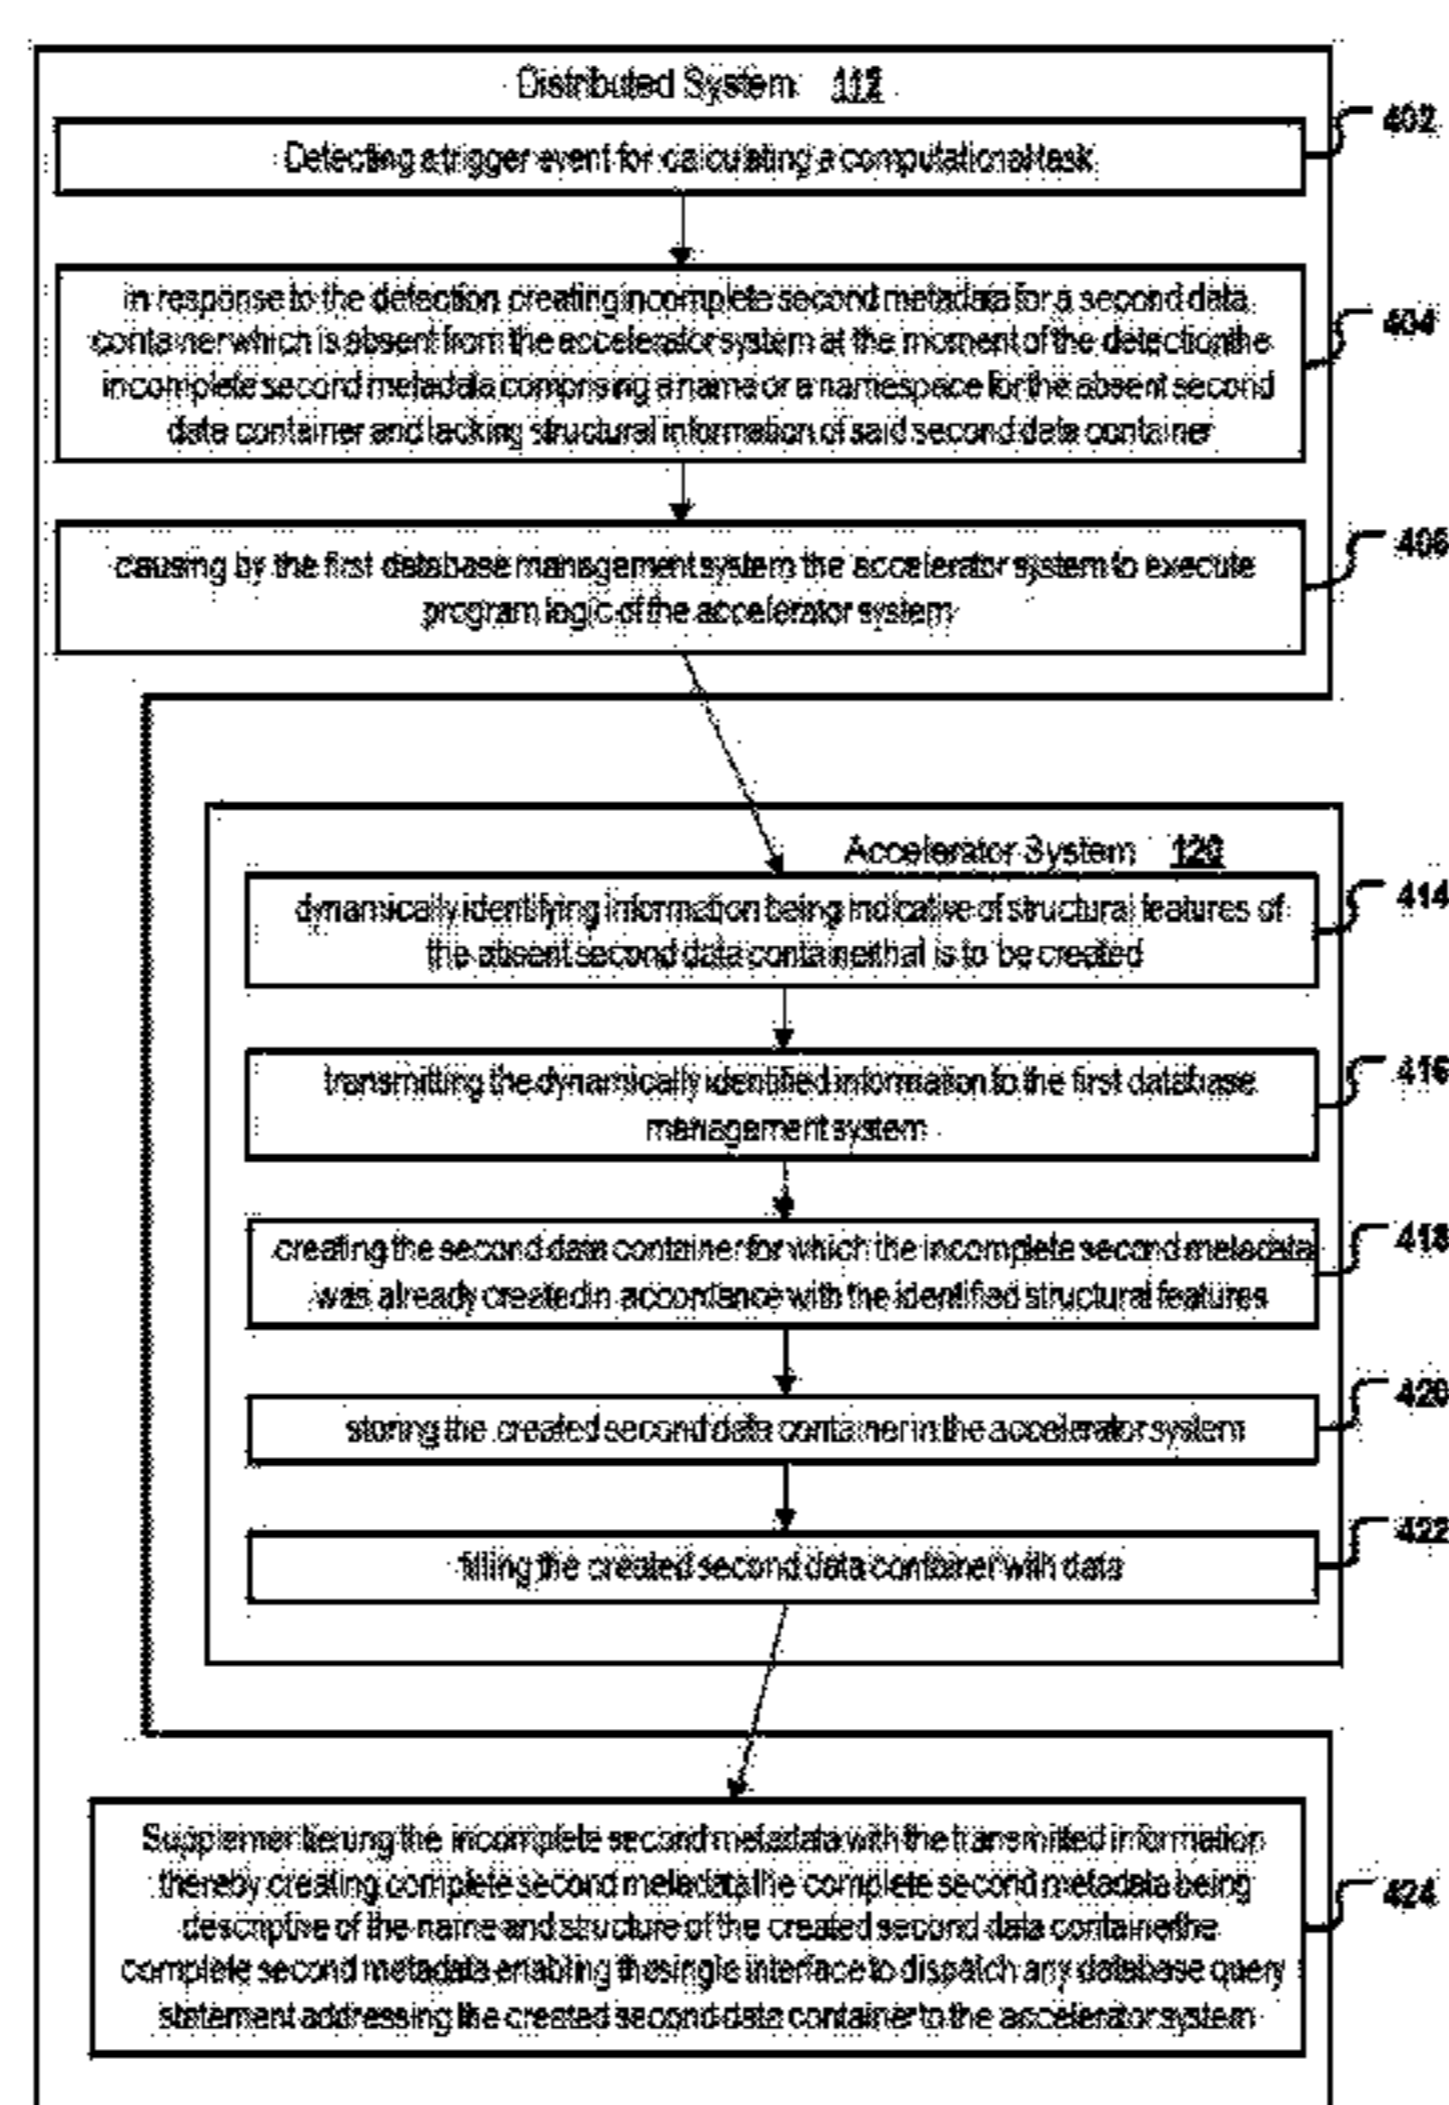 Distributed System 112
402
Detecting a trigger event for calculating a computational task
in response to the detection, creating incomplete second metadata for a second data
container which is absent from the accelerator system at the moment of the detection the
incomplete second metadata comprising a name or a namespace for the absent second
data container and lacking structural information of said second data container
404
causing by the first database management system the accelerator system to execute
program logic of the accelerator system
406
Accelerator System 120
dynamically identifying information being indicative of structural features of
the absent second data container that is to be created
414
transmitting the dynamically identified information to the first database
management system
416
creating the second data container for which the incomplete second metadata
was already created in accordance with the identified structural features
418
storing the created second data container in the accelerator system
420
filling the created second data container with data
422
Supplementierung the incomplete second metadata with the transmitted information
thereby creating complete second metadata the complete second metadata being
descriptive of the name and structure of the created second data container the
complete second metadata enabling the single interface to dispatch any database query
statement addressing the created second data container to the accelerator system
424